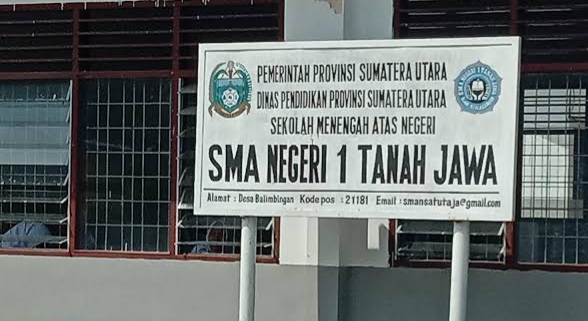 PEMERINTAH PROVINSI SUMATERA UTARA
DINAS PENDIDIKAN PROVINSI SUMATERA UTARA
SEKOLAH MENENGAH ATAS NEGERI
SMA NEGERI 1 TANAH JAWA
Alamat : Desa Balimbingan Kode pos : 21181 Email : smansatutaja@gmail.com